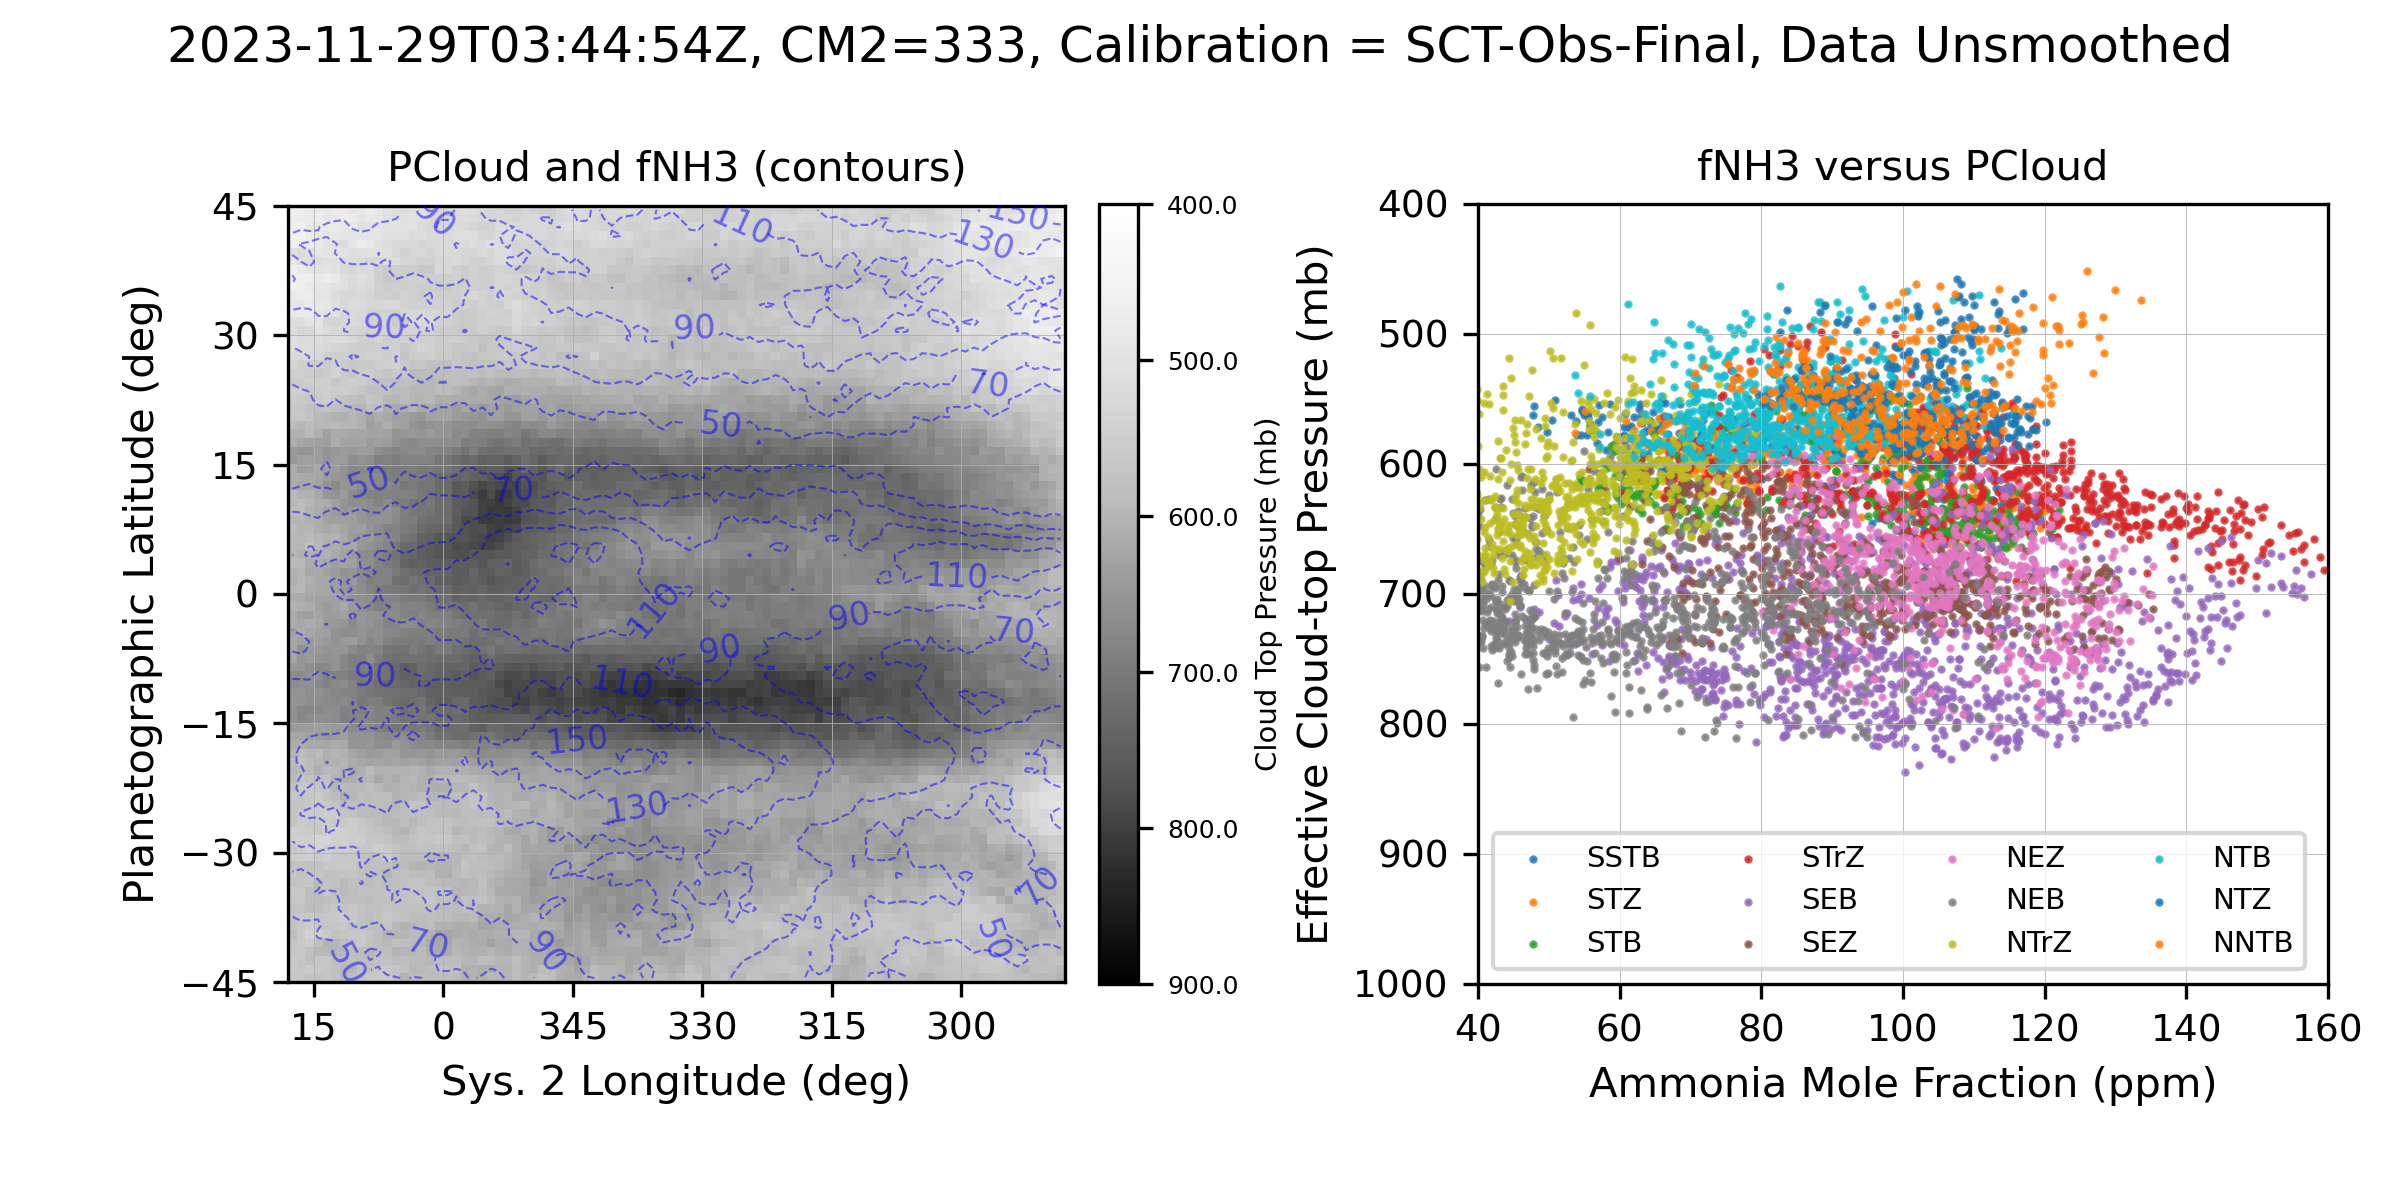 2023-11-29T03:44:54Z, CM2=333, Calibration = SCT-Obs-Final, Data Unsmoothed
PCloud and fNH3 (contours)
Planetographic Latitude (deg)
45
30
15
0
−15
−30
−45
15 0 345 330 315 300
Sys. 2 Longitude (deg)
90 110 150
130
90 90
70
50
50 70
110
110 90
70
90
90 110
150
130
70
70 90 50
50
400.0
500.0
600.0
700.0
800.0
900.0
Cloud Top Pressure (mb)
fNH3 versus PCloud
Effective Cloud-top Pressure (mb)
400
500
600
700
800
900
1000
40 60 80 100 120 140 160
Ammonia Mole Fraction (ppm)
SSTB STrZ NEZ NTB
STZ SEB NEB NTZ
STB SEZ NTrZ NNTB